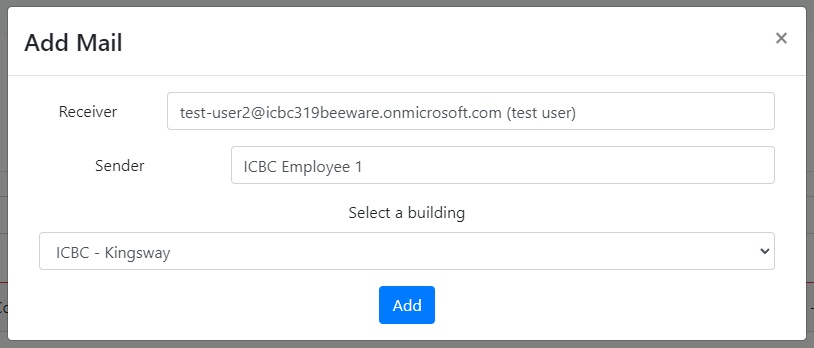 Add Mail
×
Receiver test-user2@icbc319beeware.onmicrosoft.com (test user)
Sender ICBC Employee 1
Select a building
ICBC - Kingsway
Add